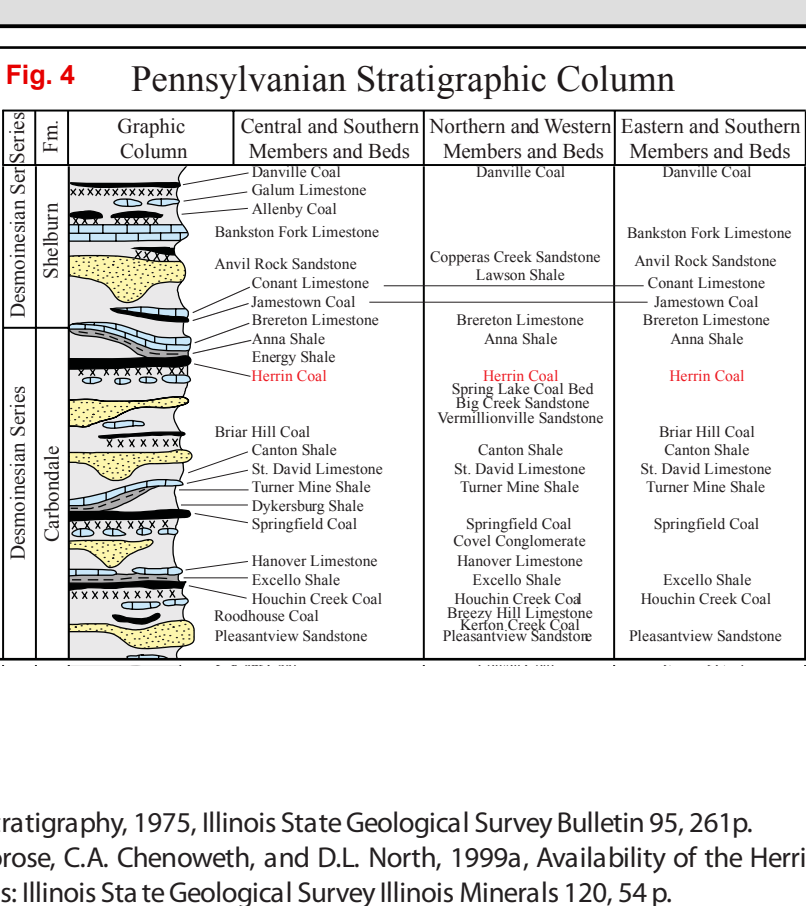 Fig. 4
Pennsylvanian Stratigraphic Column
Series
Fm.
Graphic Column
Central and Southern Members and Beds
Northern and Western Members and Beds
Eastern and Southern Members and Beds
Desmoinesian Ser
Shelburn
Desmoinesian Series
Carbondale
Danville Coal
Galum Limestone
Allenby Coal
Bankston Fork Limestone
Anvil Rock Sandstone
Conant Limestone
Jamestown Coal
Brereton Limestone
Anna Shale
Energy Shale
Herrin Coal
Briar Hill Coal
Canton Shale
St. David Limestone
Turner Mine Shale
Dykersburg Shale
Springfield Coal
Hanover Limestone
Excello Shale
Houchin Creek Coal
Roodhouse Coal
Pleasantview Sandstone
Danville Coal
Copperas Creek Sandstone
Lawson Shale
Brereton Limestone
Anna Shale
Herrin Coal
Spring Lake Coal Bed
Big Creek Sandstone
Vermillionville Sandstone
Canton Shale
St. David Limestone
Turner Mine Shale
Springfield Coal
Covel Conglomerate
Hanover Limestone
Excello Shale
Houchin Creek Coal
Breezy Hill Limestone
Kerton Creek Coal
Pleasantview Sandstone
Danville Coal
Bankston Fork Limestone
Anvil Rock Sandstone
Conant Limestone
Jamestown Coal
Brereton Limestone
Anna Shale
Herrin Coal
Briar Hill Coal
Canton Shale
St. David Limestone
Turner Mine Shale
Springfield Coal
Excello Shale
Houchin Creek Coal
Pleasantview Sandstone
tratigraphy, 1975, Illinois State Geological Survey Bulletin 95, 261p.
brose, C.A. Chenoweth, and D.L. North, 1999a, Availability of the Herri
s: Illinois Sta te Geological Survey Illinois Minerals 120, 54 p.